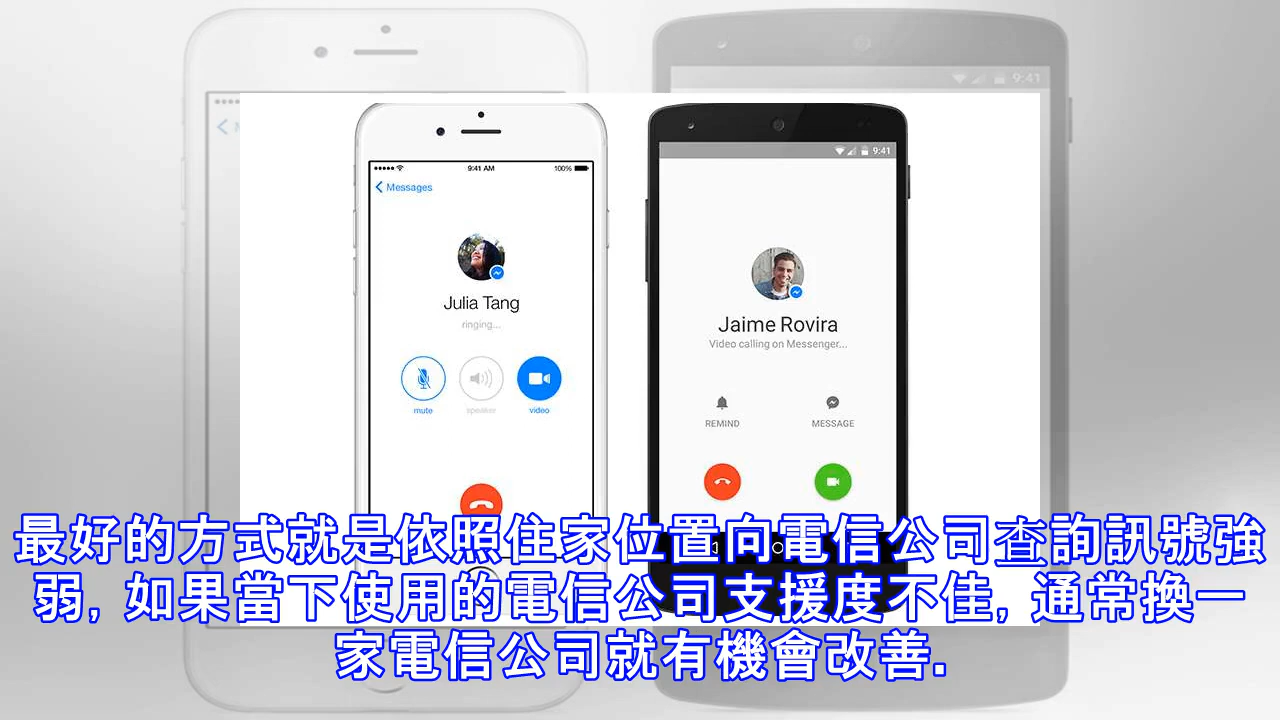 9:41
9:41 AM
100%
Messages
Julia Tang
ringing...
mute
speaker
video
9:41
Jaime Rovira
Video calling on Messenger...
REMIND
MESSAGE
最好的方式就是依照住家位置向電信公司查詢訊號強
弱, 如果當下使用的電信公司支援度不佳, 通常換一
家電信公司就有機會改善.